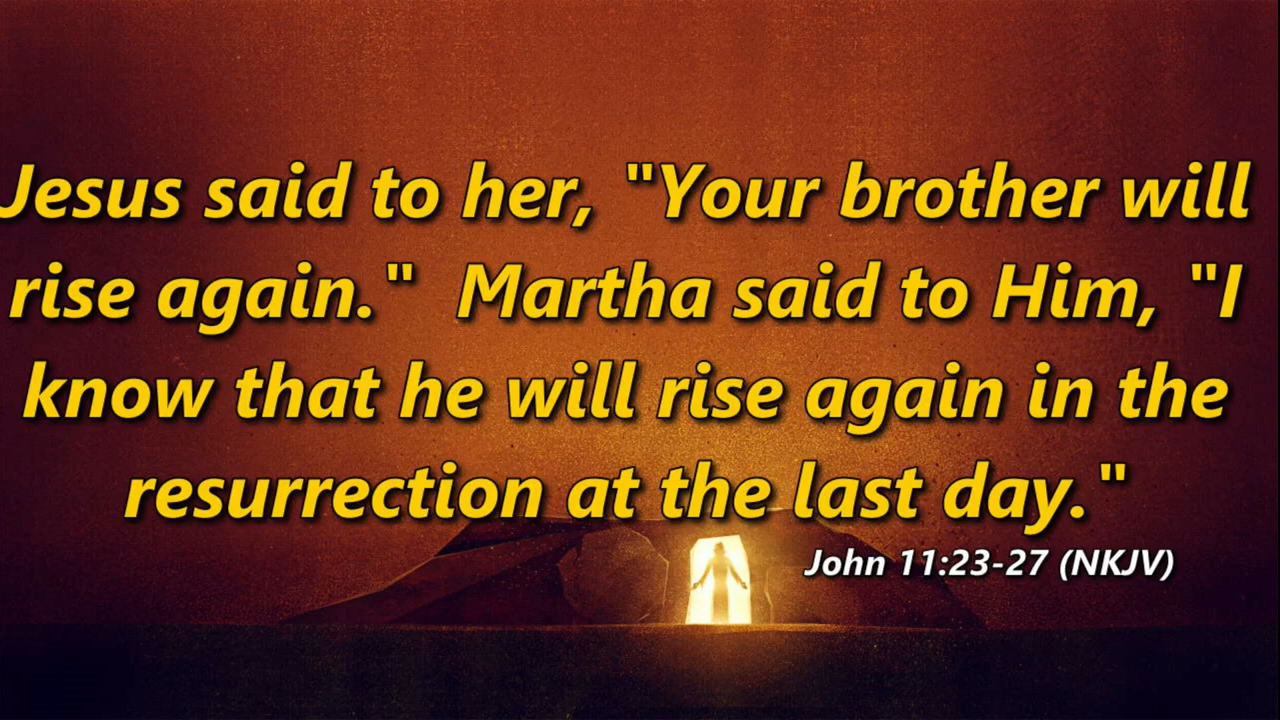 Jesus said to her, "Your brother will
rise again."  Martha said to Him, "I
know that he will rise again in the
resurrection at the last day."
John 11:23-27 (NKJV)